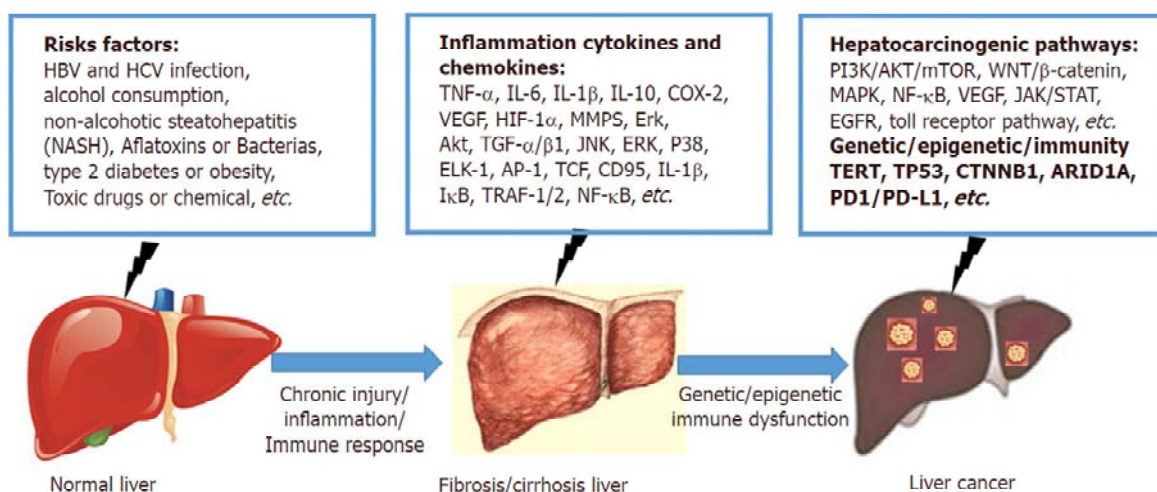 Risks factors:
HBV and HCV infection,
alcohol consumption,
non-alcohotic steatohepatitis
(NASH), Aflatoxins or Bacterias,
type 2 diabetes or obesity,
Toxic drugs or chemical, etc.
Inflammation cytokines and
chemokines:
TNF-α, IL-6, IL-1β, IL-10, COX-2,
VEGF, HIF-1α, MMPS, Erk,
Akt, TGF-α/β1, JNK, ERK, P38,
ELK-1, AP-1, TCF, CD95, IL-1β,
IκB, TRAF-1/2, NF-κB, etc.
Hepatocarcinogenic pathways:
PI3K/AKT/mTOR, WNT/β-catenin,
MAPK, NF-κB, VEGF, JAK/STAT,
EGFR, toll receptor pathway, etc.
Genetic/epigenetic/immunity
TERT, TP53, CTNNB1, ARID1A,
PD1/PD-L1, etc.
Chronic injury/
inflammation/
Immune response
Genetic/epigenetic
immune dysfunction
Normal liver
Fibrosis/cirrhosis liver
Liver cancer